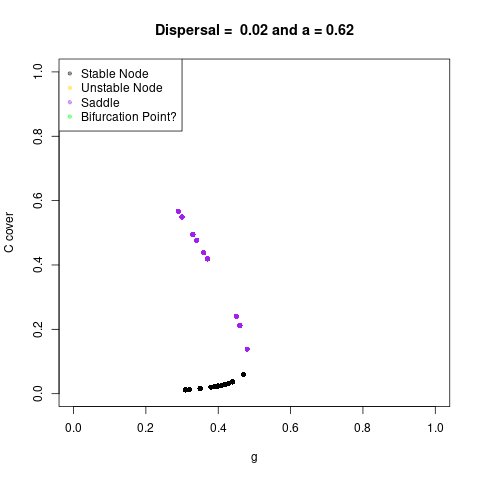 Dispersal =  0.02 and a = 0.62
Stable Node
Unstable Node
Saddle
Bifurcation Point?
C cover
1.0
0.8
0.6
0.4
0.2
0.0
0.0 0.2 0.4 0.6 0.8 1.0
g